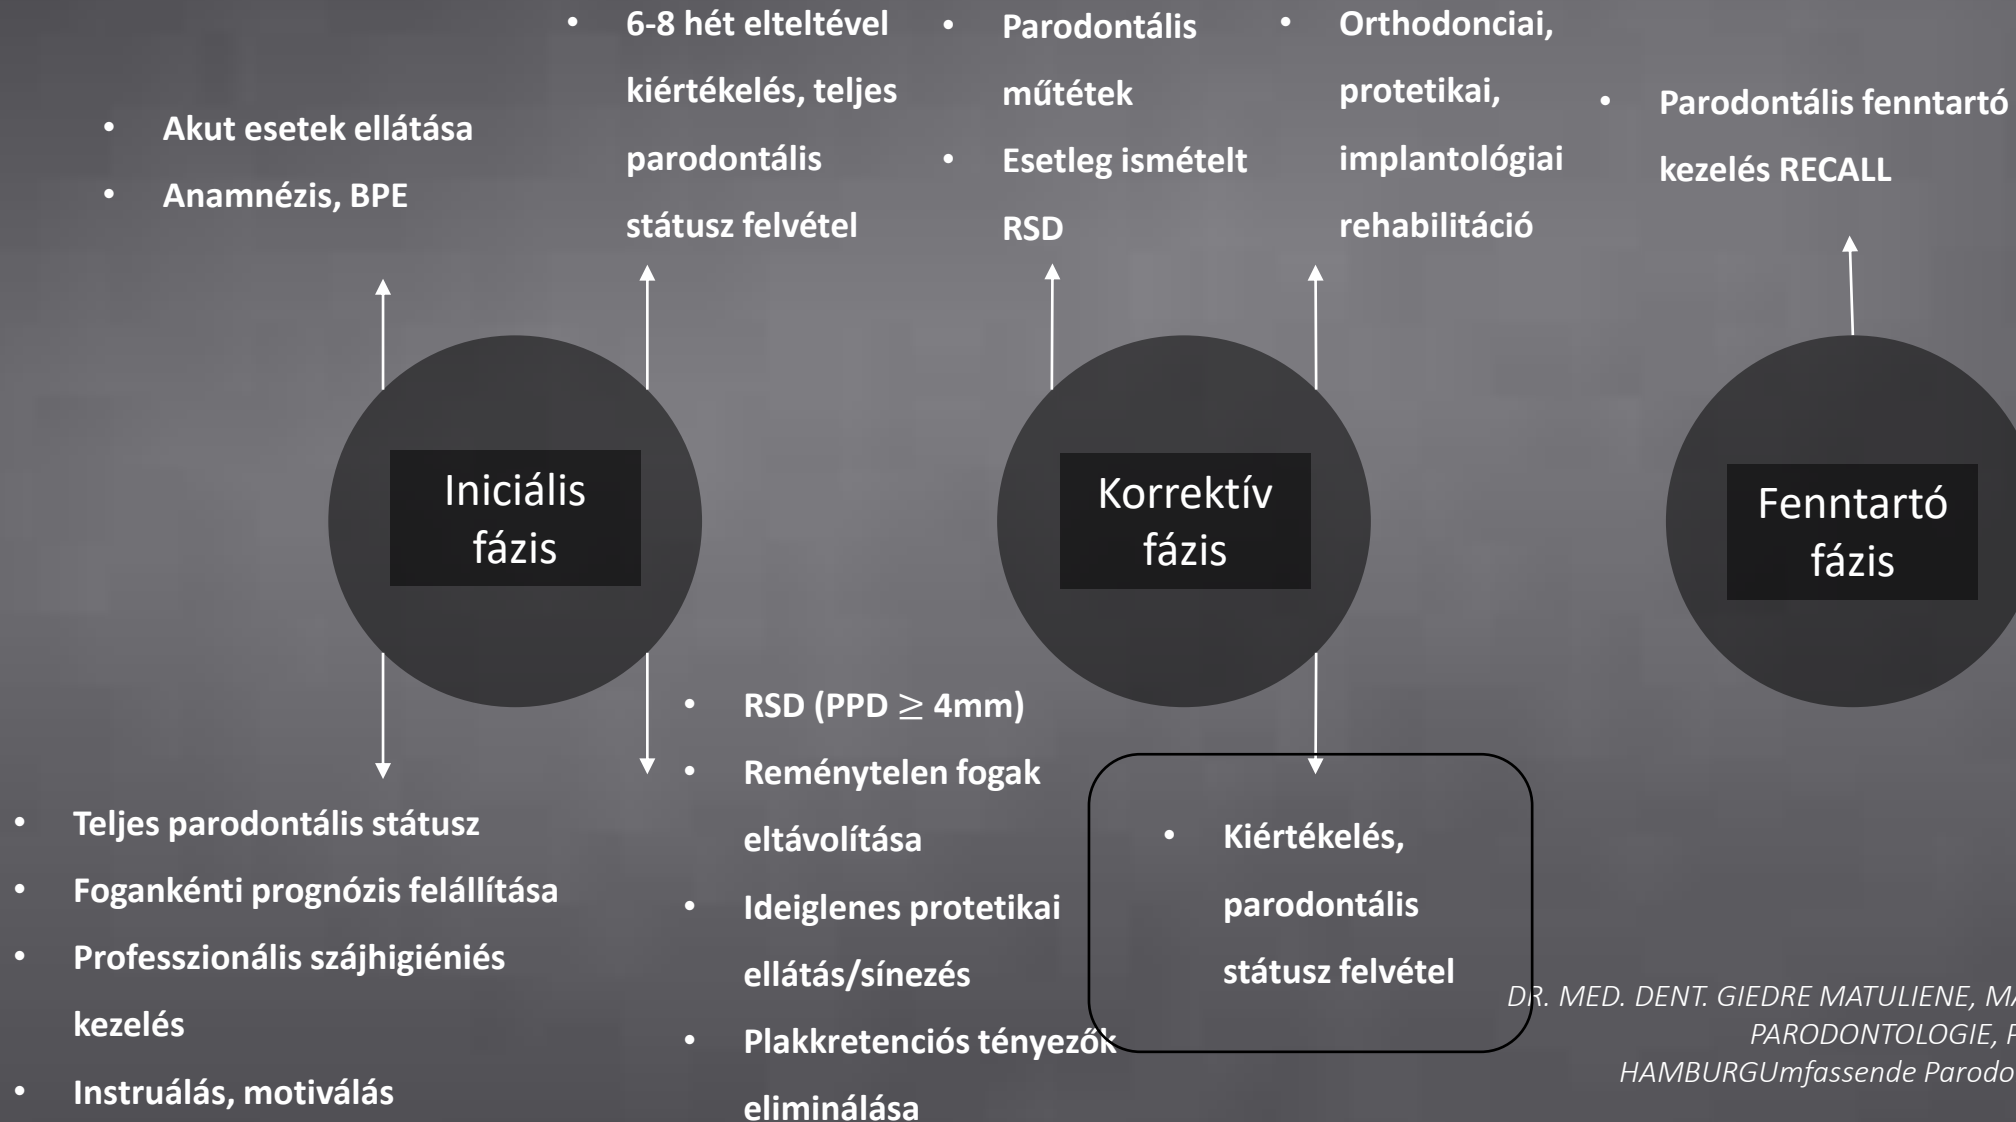 • Akut esetek ellátása
• Anamnézis, BPE
• 6-8 hét elteltével
kiértékelés, teljes
parodontális
státusz felvétel
• Parodontális
műtétek
• Esetleg ismételt
RSD
• Orthodonciai,
protetikai,
implantológiai
rehabilitáció
• Parodontális fenntartó
kezelés RECALL
Iniciális
fázis
Korrektív
fázis
Fenntartó
fázis
• Teljes parodontális státusz
• Fogankénti prognózis felállítása
• Professzionális szájhigiéniés
kezelés
• Instruálás, motiválás
• RSD (PPD ≥ 4mm)
• Reménytelen fogak
eltávolítása
• Ideiglenes protetikai
ellátás/sínezés
• Plakkretenciós tényezők
eliminálása
• Kiértékelés,
parodontális
státusz felvétel
DR. MED. DENT. GIEDRE MATULIENE,
PARODONTOLOGIE,
HAMBURGUmfassende